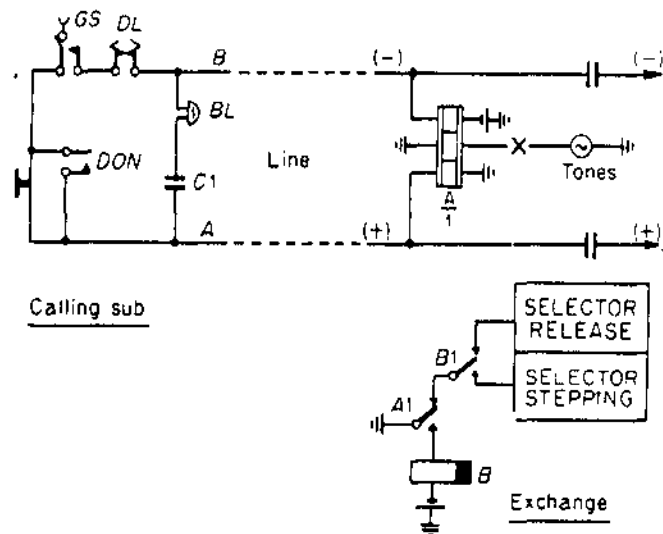 GS DL
B (-) (-)
BL
DON
Line
Tones
C1
A
1
A (+) (+)
Calling sub
SELECTOR
RELEASE
B1
SELECTOR
STEPPING
A1
B
Exchange